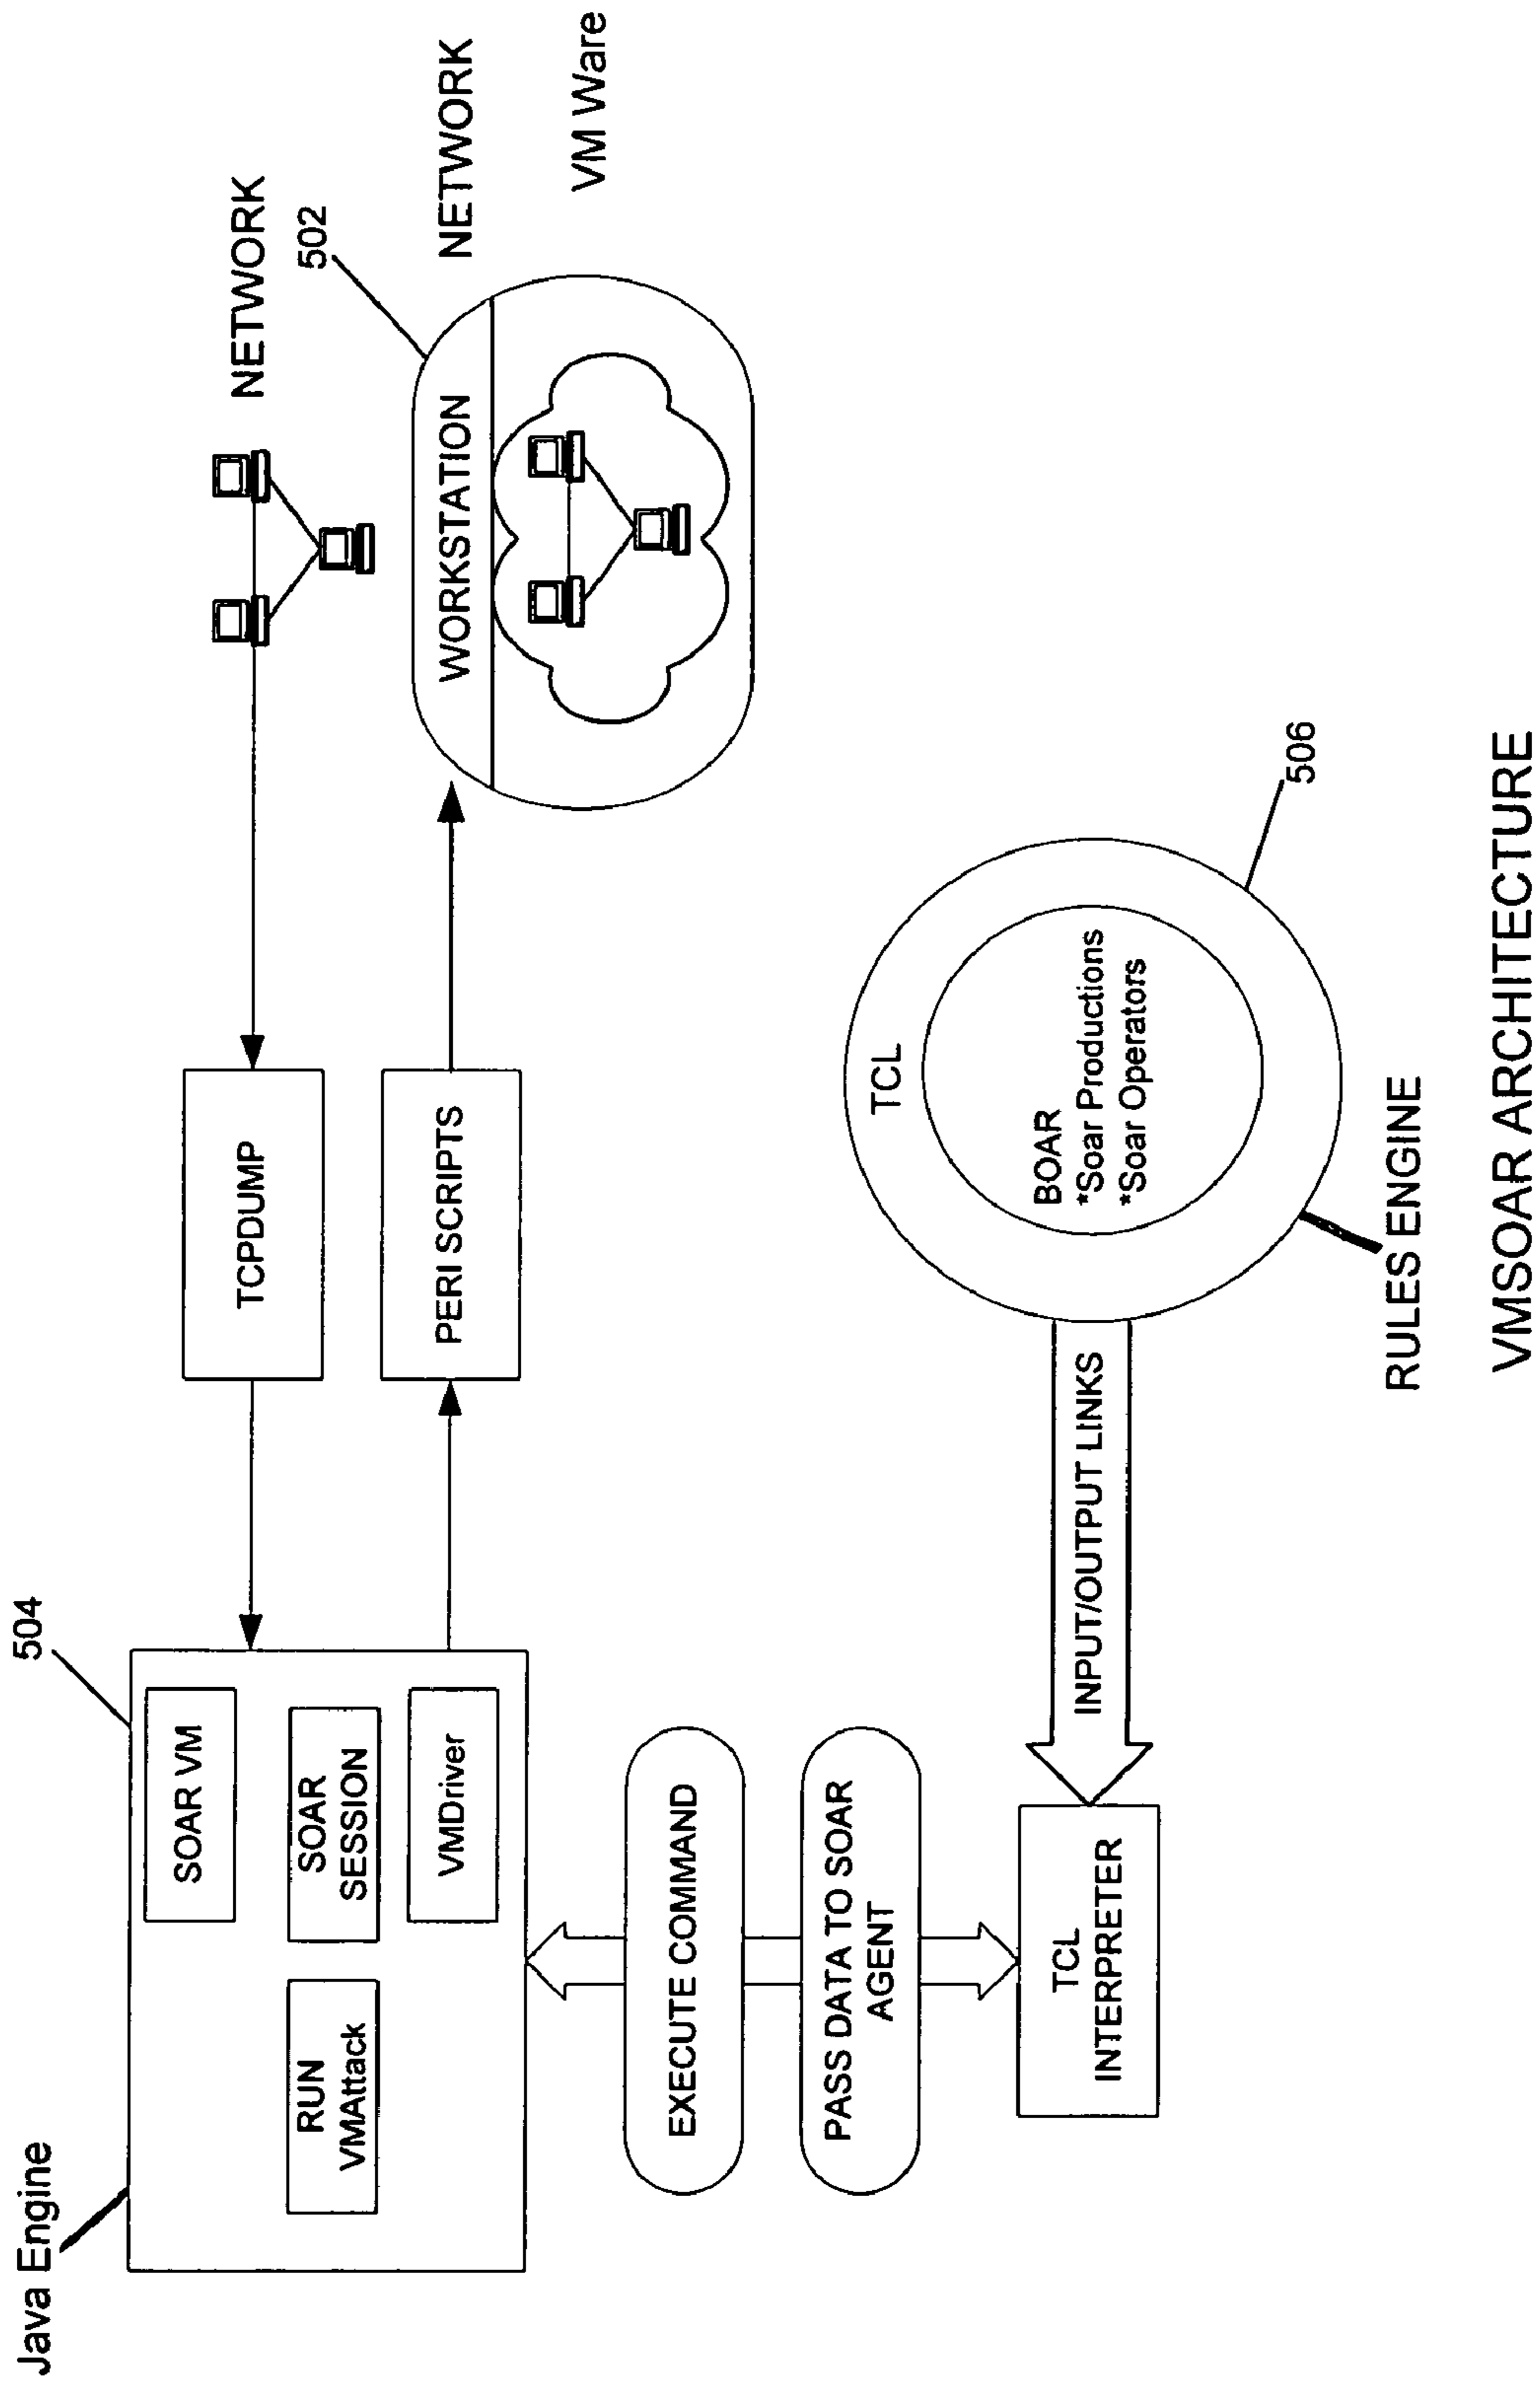 Java Engine
504
SOAR VM
RUN
VMAttack
SOAR
SESSION
VMDriver
TCPDUMP
PERI SCRIPTS
NETWORK
502
WORKSTATION
NETWORK
VM Ware
EXECUTE COMMAND
PASS DATA TO SOAR
AGENT
TCL
INTERPRETER
INPUT/OUTPUT LINKS
TCL
BOAR
*Soar Productions
*Soar Operators
506
RULES ENGINE
VMSOAR ARCHITECTURE